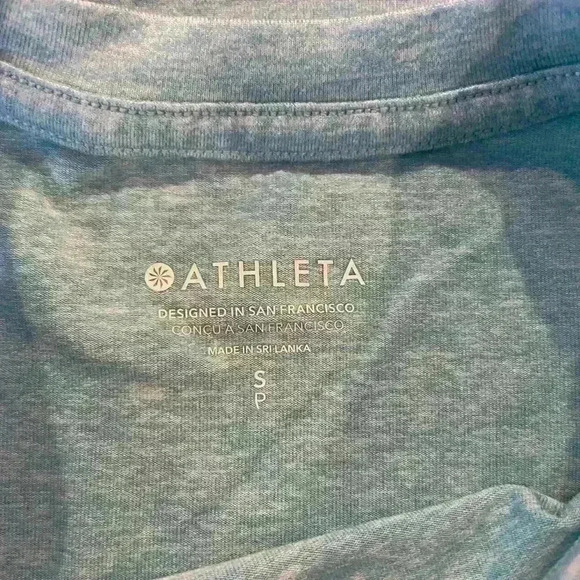 ATHLETA
DESIGNED IN SAN FRANCISCO
CONÇU À SAN FRANCISCO
MADE IN SRI LANKA
S
P